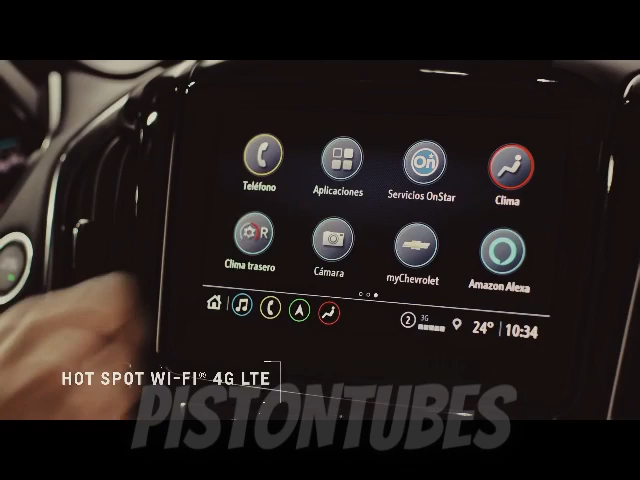 Teléfono Aplicaciones Servicios OnStar Clima
Clima trasero Cámara myChevrolet Amazon Alexa
2 3G 24° 10:34
HOT SPOT WI-FI® 4G LTE
PISTONTUBES